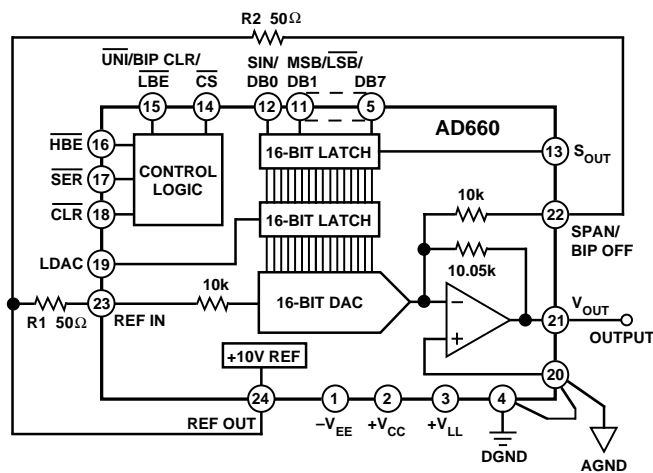 R2 50Ω
UNI/BIP CLR/
LBE
CS
SIN/
DB0
MSB/LSB/
DB1
DB7
15
14
12
11
5
AD660
HBE
16
SER
17
CLR
18
CONTROL
LOGIC
16-BIT LATCH
13
SOUT
10k
22
SPAN/
BIP OFF
LDAC
19
16-BIT LATCH
10.05k
R1 50Ω
23
REF IN
10k
16-BIT DAC
–
+
21
VOUT
OUTPUT
+10V REF
20
24
REF OUT
1
–VEE
2
+VCC
3
+VLL
4
DGND
AGND